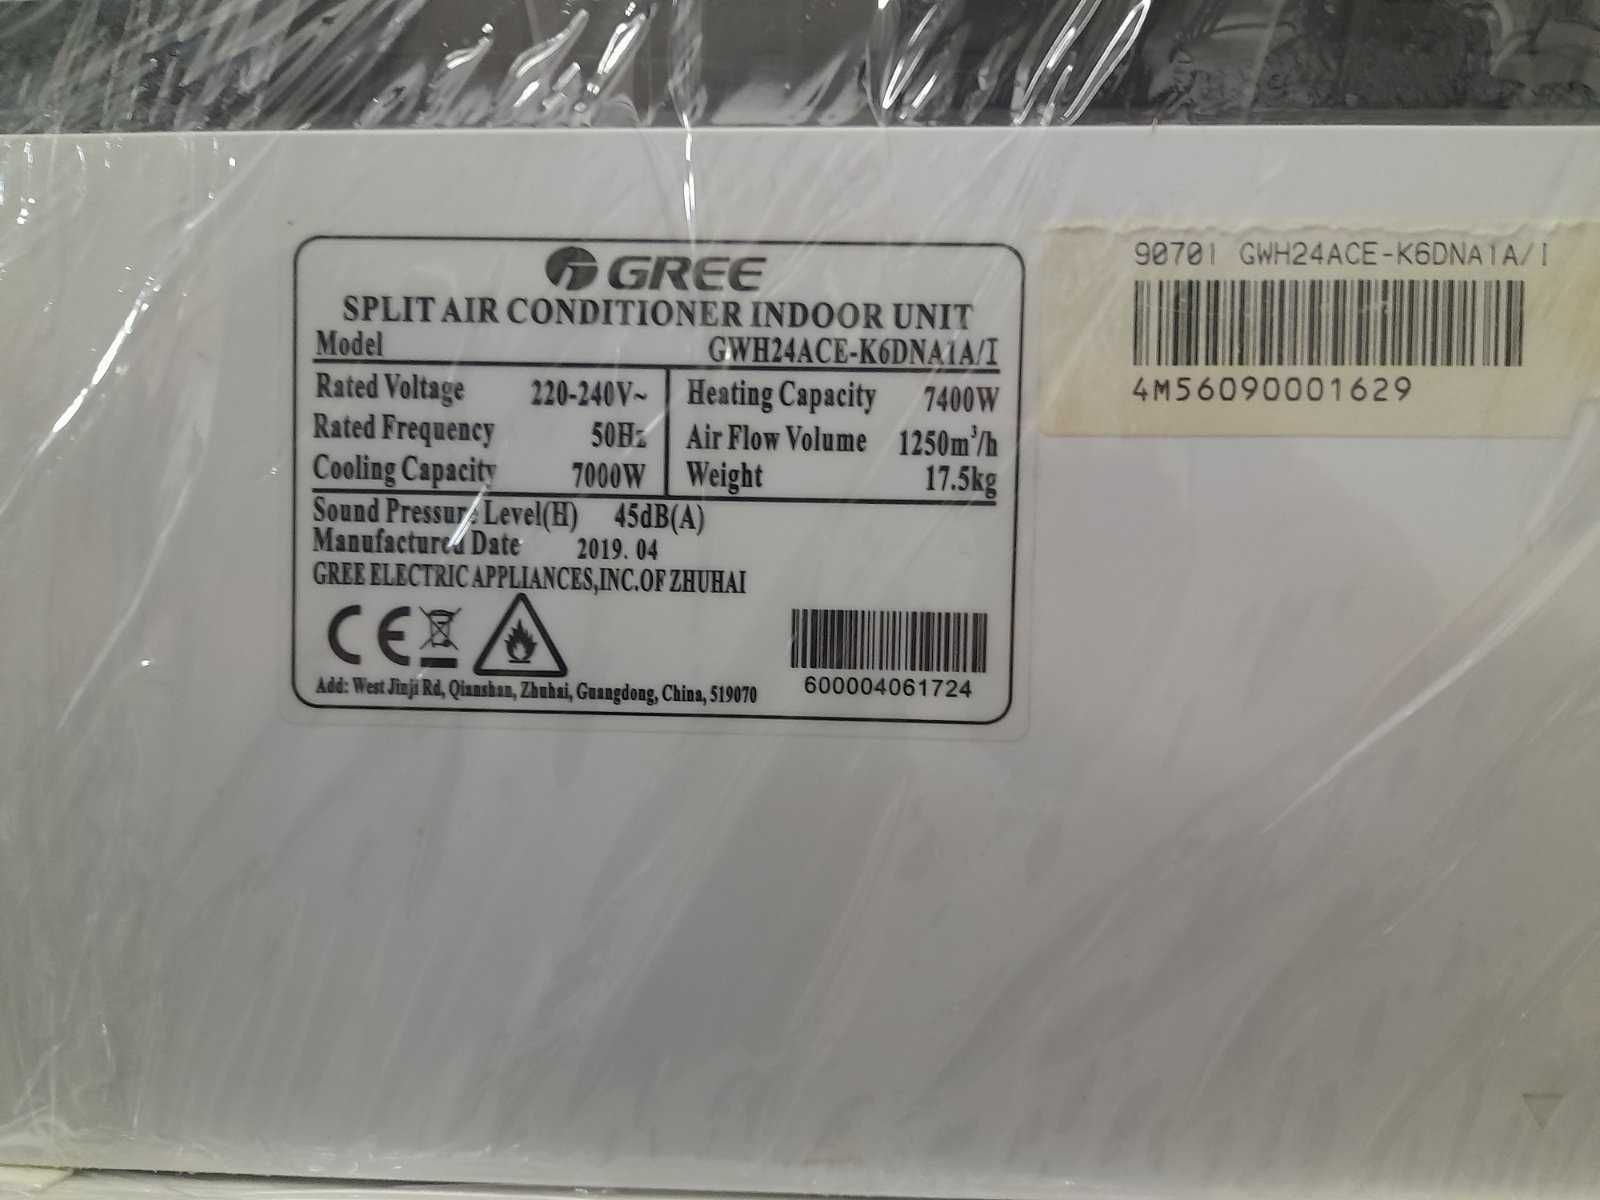 GREE
SPLIT AIR CONDITIONER INDOOR UNIT
Model GWH24ACE-K6DNA1A/I
Rated Voltage 220-240V~
Rated Frequency 50Hz
Cooling Capacity 7000W
Heating Capacity 7400W
Air Flow Volume 1250m³/h
Weight 17.5kg
Sound Pressure Level(H) 45dB(A)
Manufactured Date 2019. 04
GREE ELECTRIC APPLIANCES,INC.OF ZHUHAI
CE
600004061724
Add: West Jinji Rd, Qianshan, Zhuhai, Guangdong, China, 519070
90701 GWH24ACE-K6DNA1A/I
4M56090001629